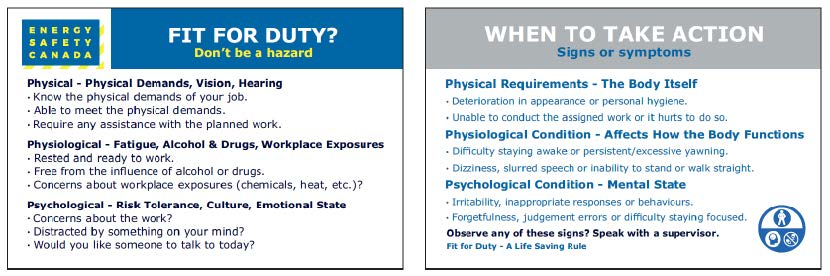 ENERGY
SAFETY
CANADA
FIT FOR DUTY?
Don't be a hazard
Physical - Physical Demands, Vision, Hearing
· Know the physical demands of your job.
· Able to meet the physical demands.
· Require any assistance with the planned work.
Physiological - Fatigue, Alcohol & Drugs, Workplace Exposures
· Rested and ready to work.
· Free from the influence of alcohol or drugs.
· Concerns about workplace exposures (chemicals, heat, etc.)?
Psychological - Risk Tolerance, Culture, Emotional State
· Concerns about the work?
· Distracted by something on your mind?
· Would you like someone to talk to today?
WHEN TO TAKE ACTION
Signs or symptoms
Physical Requirements - The Body Itself
· Deterioration in appearance or personal hygiene.
· Unable to conduct the assigned work or it hurts to do so.
Physiological Condition - Affects How the Body Functions
· Difficulty staying awake or persistent/excessive yawning.
· Dizziness, slurred speech or inability to stand or walk straight.
Psychological Condition - Mental State
· Irritability, inappropriate responses or behaviours.
· Forgetfulness, judgement errors or difficulty staying focused.
Observe any of these signs? Speak with a supervisor.
Fit for Duty - A Life Saving Rule